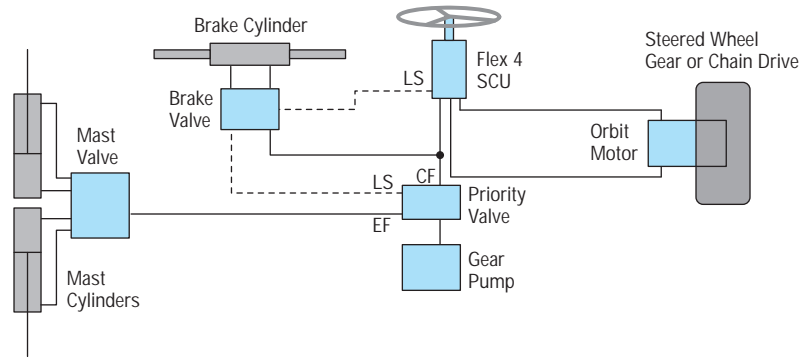 Brake Cylinder
Flex 4
SCU
LS
Steered Wheel
Gear or Chain Drive
Brake
Valve
Orbit
Motor
Mast
Valve
LS
CF
Priority
Valve
EF
Gear
Pump
Mast
Cylinders